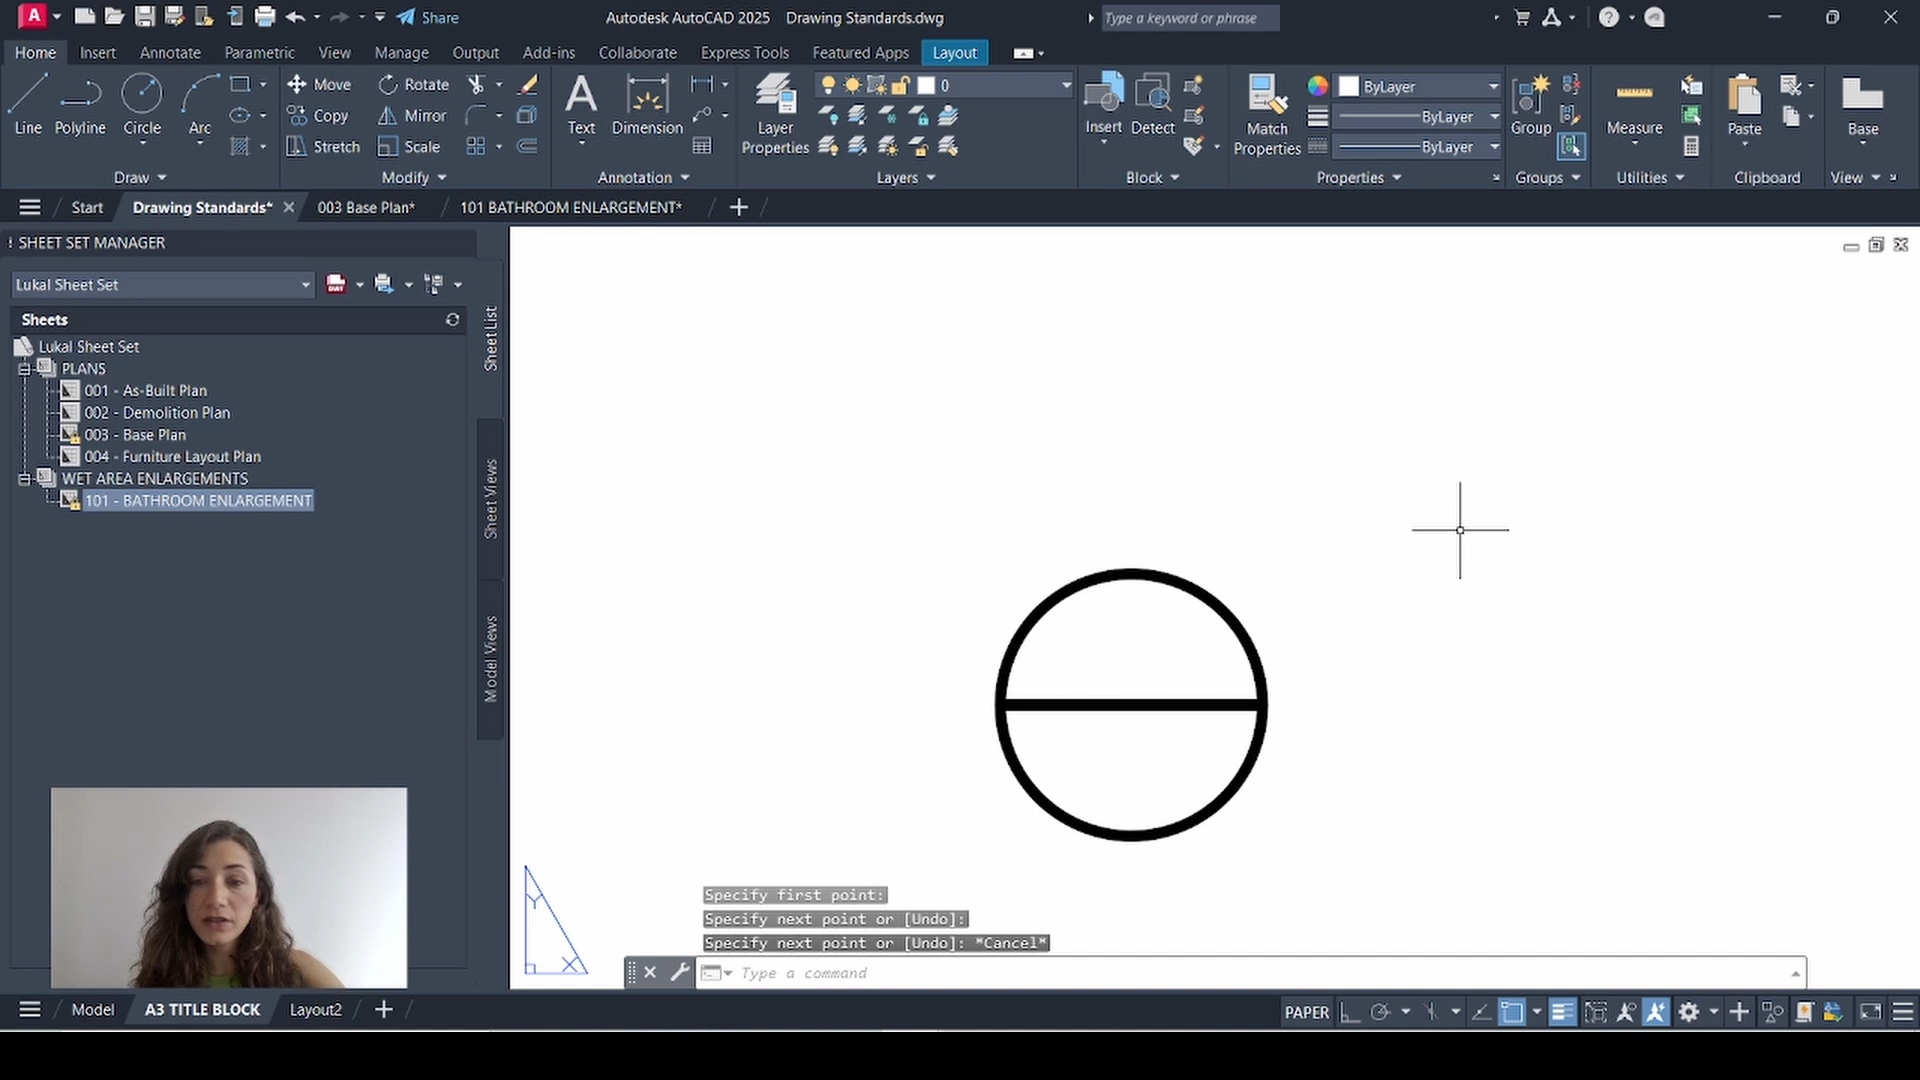 A
Share
Autodesk AutoCAD 2025 Drawing Standards.dwg
Type a keyword or phrase
Home Insert Annotate Parametric View Manage Output Add-ins Collaborate Express Tools Featured Apps Layout
Line Polyline Circle Arc
Move Rotate
Copy Mirror
Stretch Scale
A
Text Dimension
Layer Properties
0
Insert Detect
Match Properties
ByLayer
ByLayer
ByLayer
Group Measure Paste Base
Draw Modify Annotation Layers Block Properties Groups Utilities Clipboard View
Start Drawing Standards* 003 Base Plan* 101 BATHROOM ENLARGEMENT*
SHEET SET MANAGER
Lukal Sheet Set
Sheets
Lukal Sheet Set
PLANS
001 - As-Built Plan
002 - Demolition Plan
003 - Base Plan
004 - Furniture Layout Plan
WET AREA ENLARGEMENTS
101 - BATHROOM ENLARGEMENT
Sheet List
Sheet Views
Model Views
Y
X
Specify first point:
Specify next point or [Undo]:
Specify next point or [Undo]: *Cancel*
Type a command
Model A3 TITLE BLOCK Layout2
PAPER